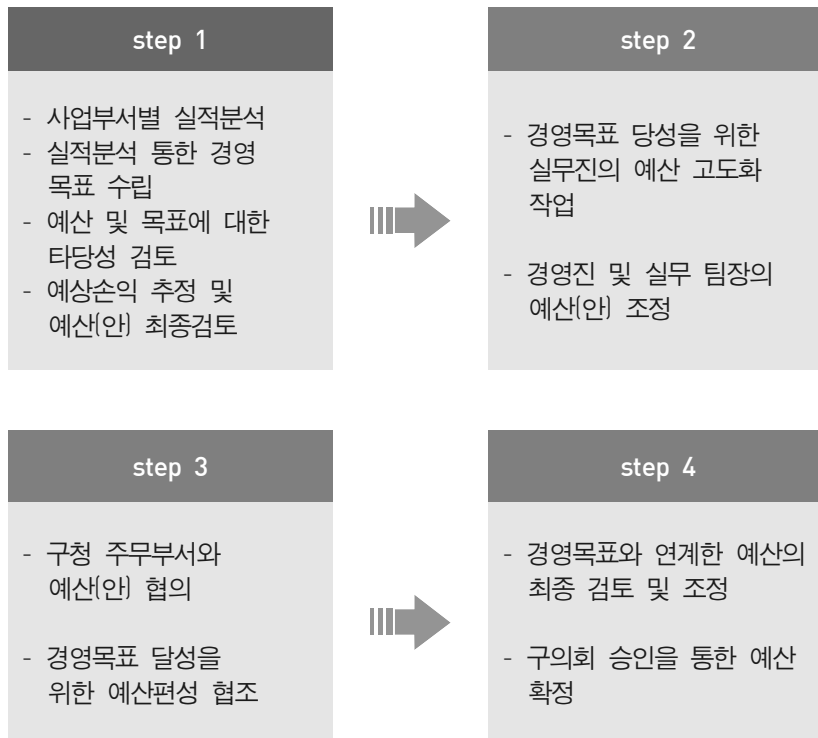 step 1
- 사업부서별 실적분석
- 실적분석 통한 경영
목표 수립
- 예산 및 목표에 대한
타당성 검토
- 예상손익 추정 및
예산(안) 최종검토
step 2
- 경영목표 당성을 위한
실무진의 예산 고도화
작업
- 경영진 및 실무 팀장의
예산(안) 조정
step 3
- 구청 주무부서와
예산(안) 협의
- 경영목표 달성을
위한 예산편성 협조
step 4
- 경영목표와 연계한 예산의
최종 검토 및 조정
- 구의회 승인을 통한 예산
확정